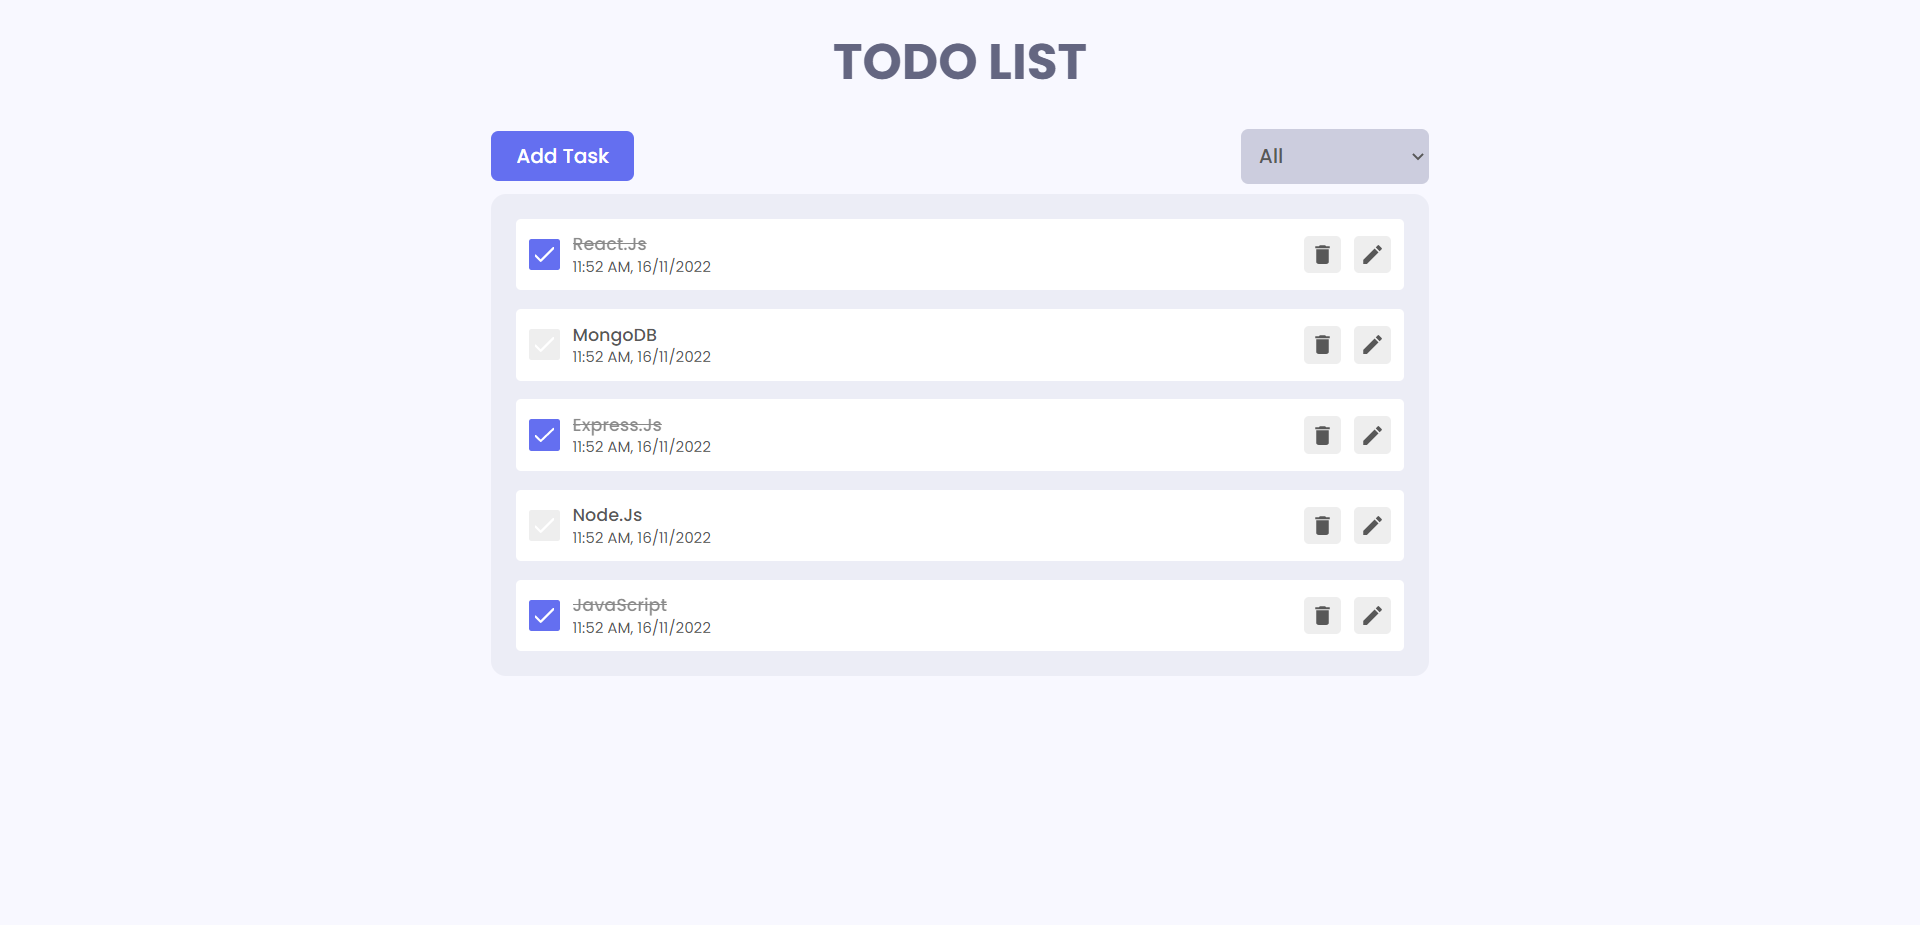 TODO LIST
Add Task
All
React.Js
11:52 AM, 16/11/2022
MongoDB
11:52 AM, 16/11/2022
Express.Js
11:52 AM, 16/11/2022
Node.Js
11:52 AM, 16/11/2022
JavaScript
11:52 AM, 16/11/2022